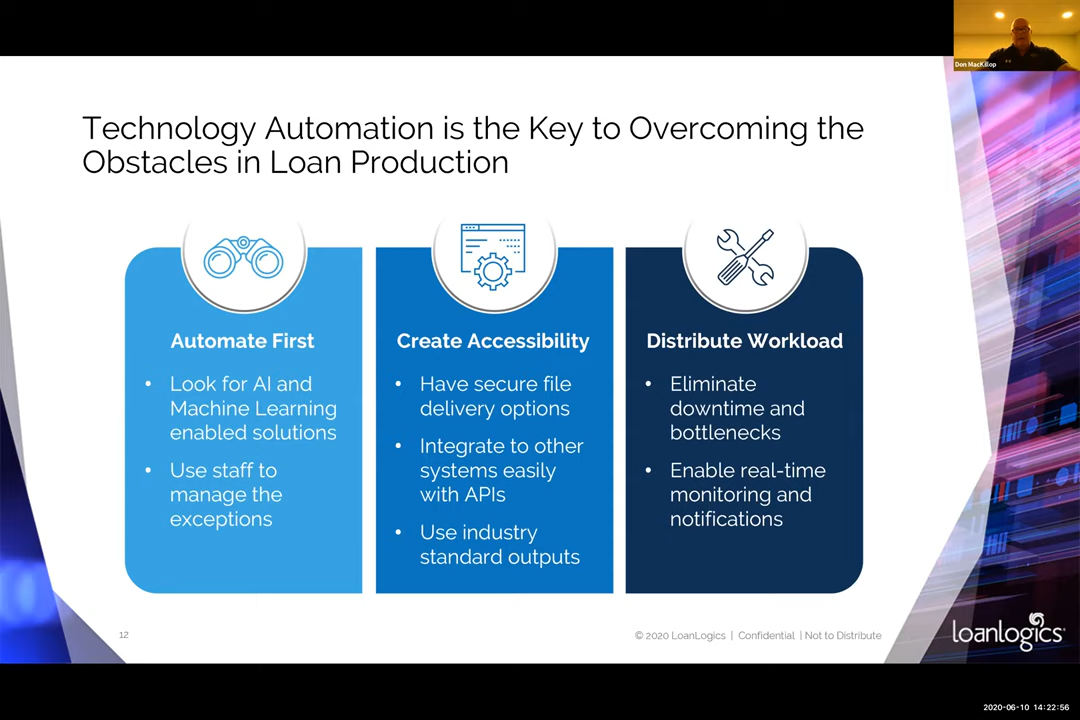 Don MacKillop
Technology Automation is the Key to Overcoming the
Obstacles in Loan Production
Automate First
• Look for AI and
Machine Learning
enabled solutions
• Use staff to
manage the
exceptions
Create Accessibility
• Have secure file
delivery options
• Integrate to other
systems easily
with APIs
• Use industry
standard outputs
Distribute Workload
• Eliminate
downtime and
bottlenecks
• Enable real-time
monitoring and
notifications
12
© 2020 LoanLogics | Confidential | Not to Distribute
loanlogics®
2020-06-10 14:22:56